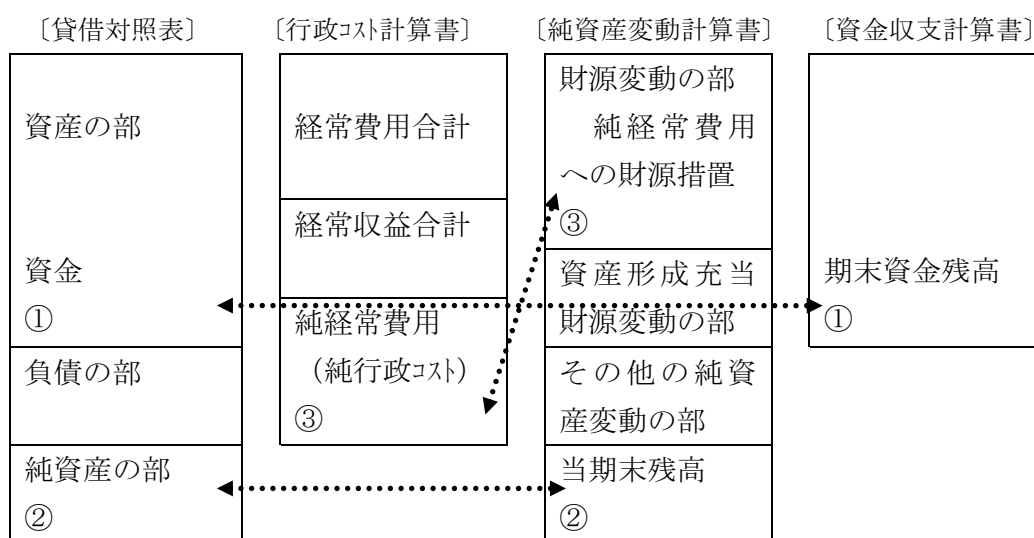 〔貸借対照表〕
資産の部
資金
①
負債の部
純資産の部
②
〔行政コスト計算書〕
経常費用合計
経常収益合計
純経常費用
（純行政コスト）
③
〔純資産変動計算書〕
財源変動の部
純経常費用
への財源措置
③
資産形成充当
財源変動の部
その他の純資
産変動の部
当期末残高
②
〔資金収支計算書〕
期末資金残高
①